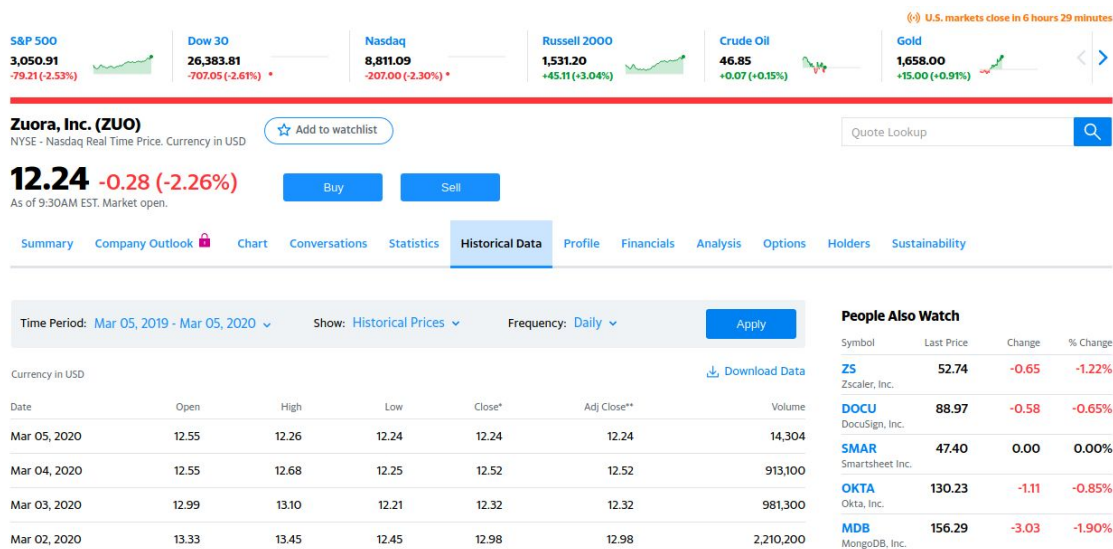 U.S. markets close in 6 hours 29 minutes
S&P 500 Dow 30 Nasdaq Russell 2000 Crude Oil Gold
3,050.91 26,383.81 8,811.09 1,531.20 46.85 1,658.00
-79.21 (-2.53%) -707.05 (-2.61%) -207.00 (-2.30%) +45.11 (+3.04%) +0.07 (+0.15%) +15.00 (+0.91%)
Zuora, Inc. (ZUO)
NYSE - Nasdaq Real Time Price. Currency in USD
Add to watchlist
Quote Lookup
12.24 -0.28 (-2.26%)
As of 9:30AM EST. Market open.
Buy Sell
Summary Company Outlook Chart Conversations Statistics Historical Data Profile Financials Analysis Options Holders Sustainability
Time Period: Mar 05, 2019 - Mar 05, 2020 Show: Historical Prices Frequency: Daily Apply
Currency in USD Download Data
Date Open High Low Close* Adj Close** Volume
Mar 05, 2020 12.55 12.26 12.24 12.24 12.24 14,304
Mar 04, 2020 12.55 12.68 12.25 12.52 12.52 913,100
Mar 03, 2020 12.99 13.10 12.21 12.32 12.32 981,300
Mar 02, 2020 13.33 13.45 12.45 12.98 12.98 2,210,200
People Also Watch
Symbol Last Price Change % Change
ZS 52.74 -0.65 -1.22%
Zscaler, Inc.
DOCU 88.97 -0.58 -0.65%
DocuSign, Inc.
SMAR 47.40 0.00 0.00%
Smartsheet Inc.
OKTA 130.23 -1.11 -0.85%
Okta, Inc.
MDB 156.29 -3.03 -1.90%
MongoDB, Inc.